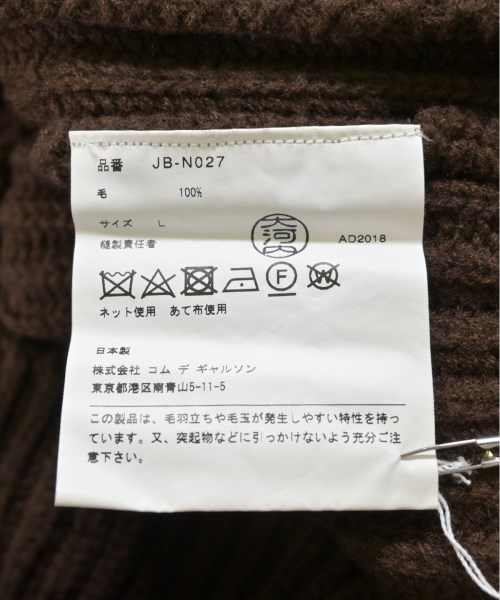 品番 JB-N027
毛 100%
サイズ L
縫製責任者 大河内 AD2018
F W
ネット使用 あて布使用
日本製
株式会社 コム デ ギャルソン
東京都港区南青山5-11-5
この製品は、毛羽立ちや毛玉が発生しやすい特性を持っ
ています。又、突起物などに引っかけないよう充分ご注
意下さい。